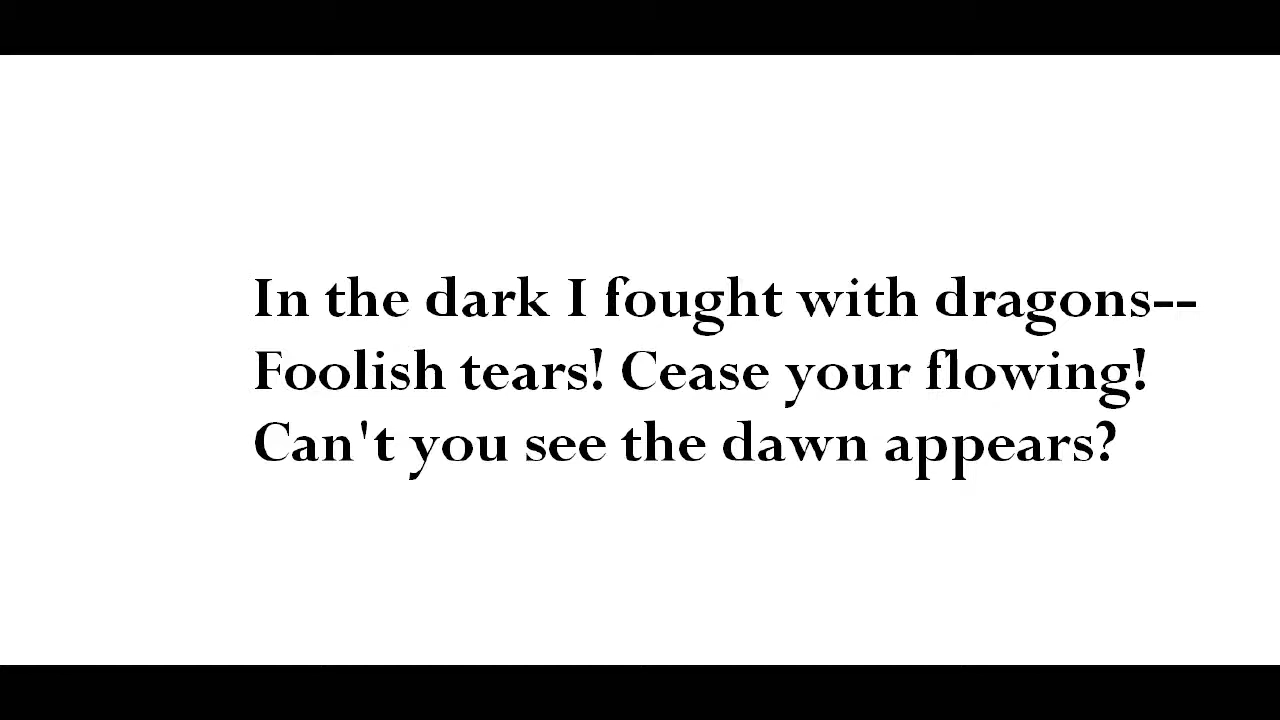 In the dark I fought with dragons--
Foolish tears! Cease your flowing!
Can't you see the dawn appears?